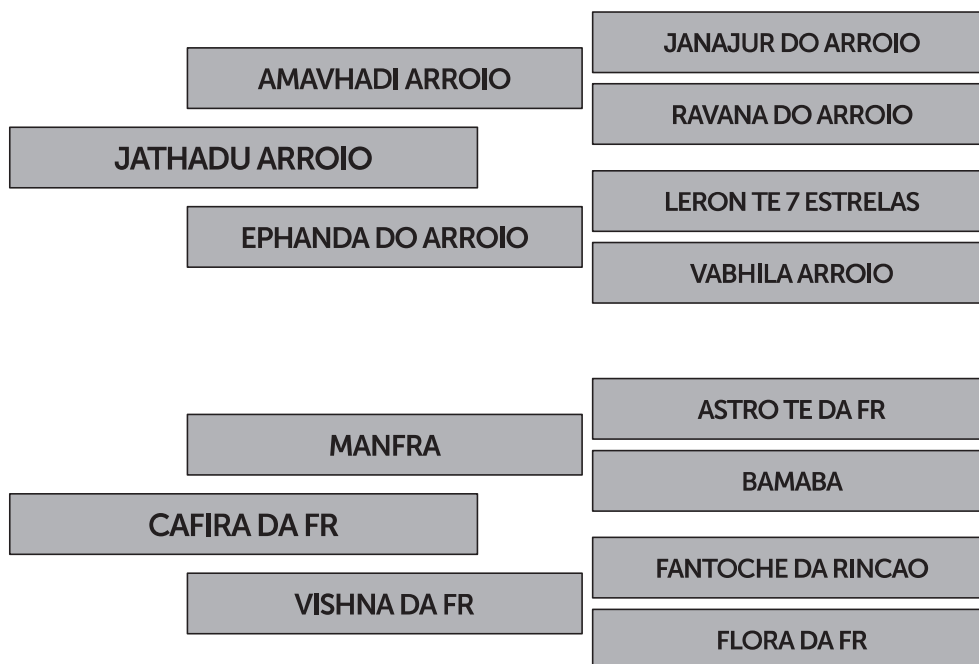 JANAJUR DO ARROIO
AMAVHADI ARROIO
RAVANA DO ARROIO
JATHADU ARROIO
LERON TE 7 ESTRELAS
EPHANDA DO ARROIO
VABHILA ARROIO
ASTRO TE DA FR
MANFRA
BAMABA
CAFIRA DA FR
FANTOCHE DA RINCAO
VISHNA DA FR
FLORA DA FR